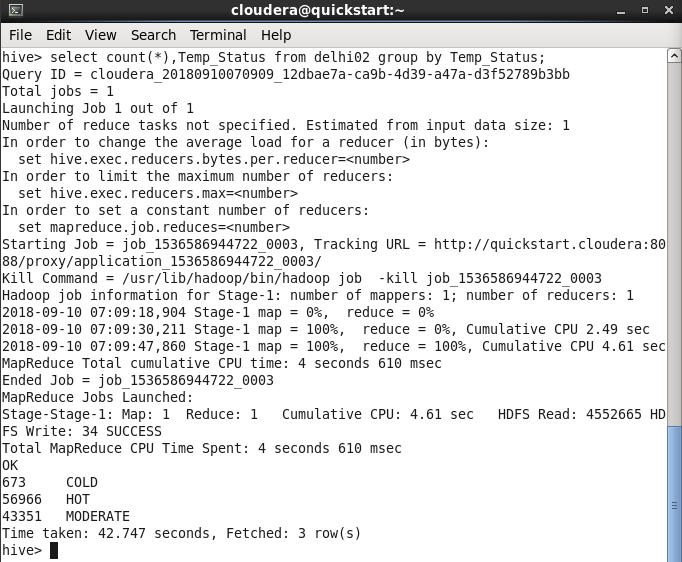 cloudera@quickstart:~
File Edit View Search Terminal Help
hive> select count(*),Temp_Status from delhi02 group by Temp_Status;
Query ID = cloudera_20180910070909_12dbae7a-ca9b-4d39-a47a-d3f52789b3bb
Total jobs = 1
Launching Job 1 out of 1
Number of reduce tasks not specified. Estimated from input data size: 1
In order to change the average load for a reducer (in bytes):
  set hive.exec.reducers.bytes.per.reducer=<number>
In order to limit the maximum number of reducers:
  set hive.exec.reducers.max=<number>
In order to set a constant number of reducers:
  set mapreduce.job.reduces=<number>
Starting Job = job_1536586944722_0003, Tracking URL = http://quickstart.cloudera:80
88/proxy/application_1536586944722_0003/
Kill Command = /usr/lib/hadoop/bin/hadoop job  -kill job_1536586944722_0003
Hadoop job information for Stage-1: number of mappers: 1; number of reducers: 1
2018-09-10 07:09:18,904 Stage-1 map = 0%,  reduce = 0%
2018-09-10 07:09:30,211 Stage-1 map = 100%,  reduce = 0%, Cumulative CPU 2.49 sec
2018-09-10 07:09:47,860 Stage-1 map = 100%,  reduce = 100%, Cumulative CPU 4.61 sec
MapReduce Total cumulative CPU time: 4 seconds 610 msec
Ended Job = job_1536586944722_0003
MapReduce Jobs Launched:
Stage-Stage-1: Map: 1  Reduce: 1   Cumulative CPU: 4.61 sec   HDFS Read: 4552665 HD
FS Write: 34 SUCCESS
Total MapReduce CPU Time Spent: 4 seconds 610 msec
OK
673     COLD
56966   HOT
43351   MODERATE
Time taken: 42.747 seconds, Fetched: 3 row(s)
hive>